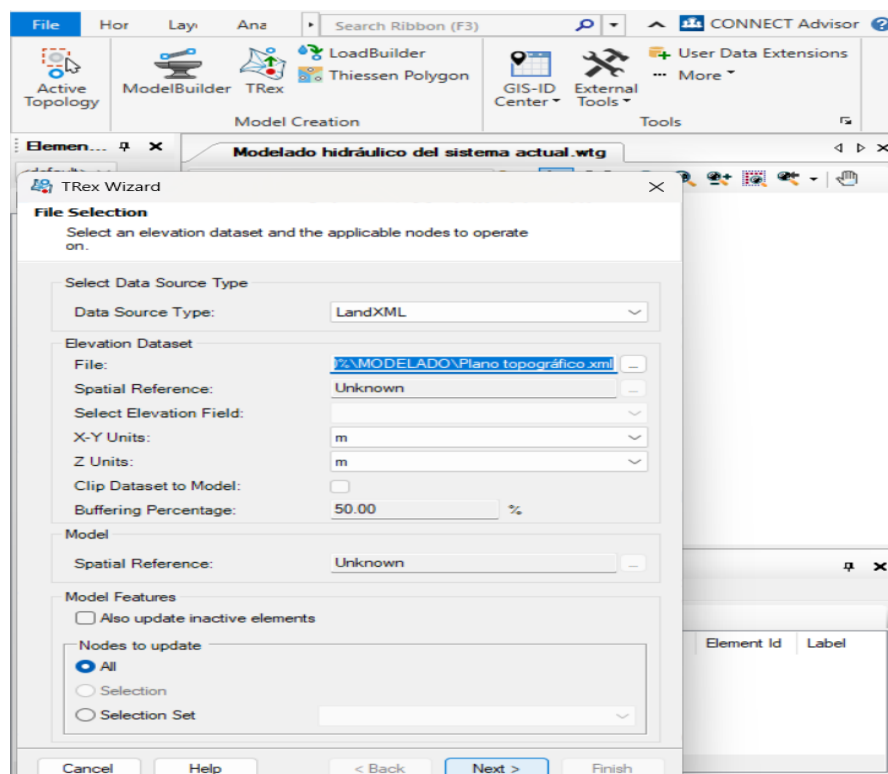 File Hor Lay Ana Search Ribbon (F3) CONNECT Advisor
Active Topology
ModelBuilder
TRex
LoadBuilder
Thiessen Polygon
Model Creation
GIS-ID Center
External Tools
User Data Extensions
More
Tools
Elemen...
Modelado hidráulico del sistema actual.wtg
TRex Wizard
File Selection
Select an elevation dataset and the applicable nodes to operate
on.
Select Data Source Type
Data Source Type: LandXML
Elevation Dataset
File: %\MODELADO\Plano topográfico.xml ...
Spatial Reference: Unknown ...
Select Elevation Field:
X-Y Units: m
Z Units: m
Clip Dataset to Model:
Buffering Percentage: 50.00 %
Model
Spatial Reference: Unknown ...
Model Features
Also update inactive elements
Nodes to update
All
Selection
Selection Set
Element Id Label
Cancel Help < Back Next > Finish